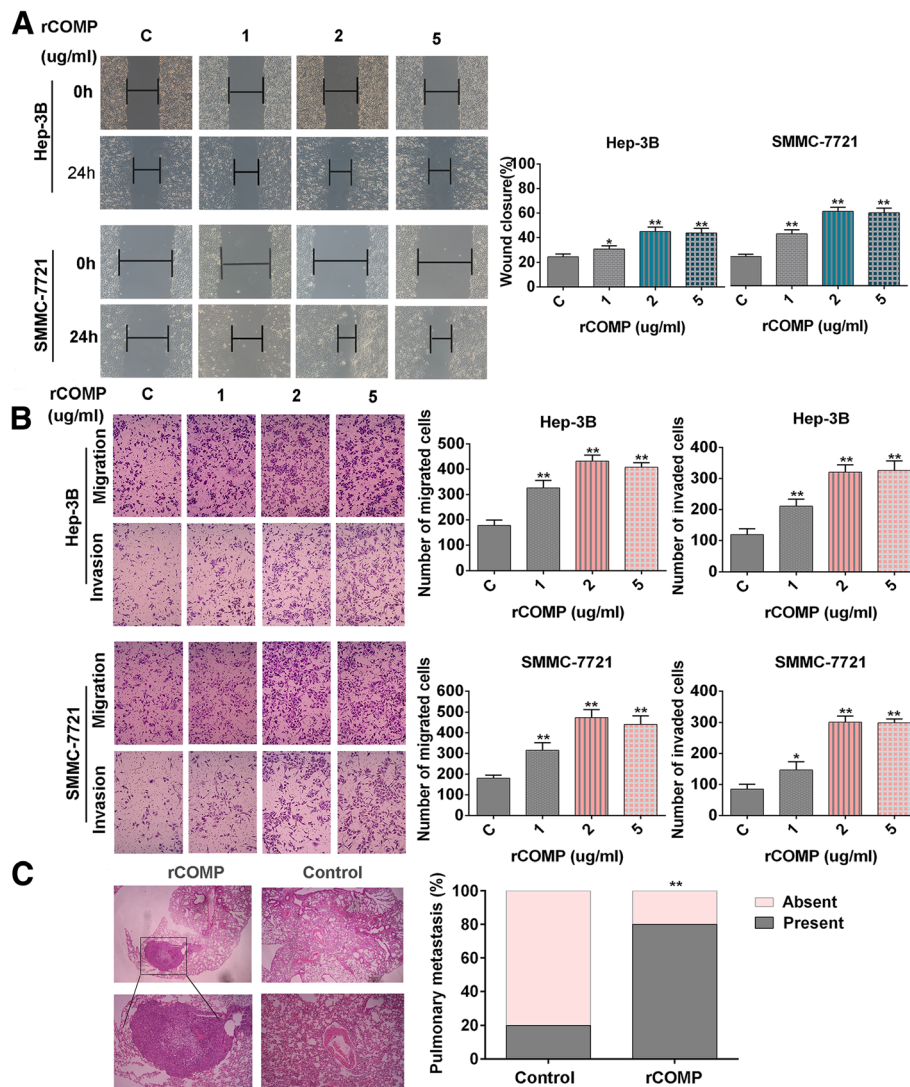 A
rCOMP
(ug/ml)
C 1 2 5
Hep-3B
0h
24h
SMMC-7721
0h
24h
Hep-3B
Wound closure(%)
100
80
60
40
20
0
* ** **
C 1 2 5
rCOMP (ug/ml)
SMMC-7721
** ** **
C 1 2 5
rCOMP (ug/ml)
B
rCOMP
(ug/ml)
C 1 2 5
Hep-3B
Migration
Invasion
SMMC-7721
Migration
Invasion
Hep-3B
Number of migrated cells
500
400
300
200
100
0
** ** **
C 1 2 5
rCOMP (ug/ml)
Hep-3B
Number of invaded cells
400
300
200
100
0
** ** **
C 1 2 5
rCOMP (ug/ml)
SMMC-7721
Number of migrated cells
600
500
400
300
200
100
0
** ** **
C 1 2 5
rCOMP (ug/ml)
SMMC-7721
Number of invaded cells
400
300
200
100
0
* ** **
C 1 2 5
rCOMP (ug/ml)
C
rCOMP Control
Pulmonary metastasis (%)
100
80
60
40
20
0
**
Control rCOMP
Absent
Present